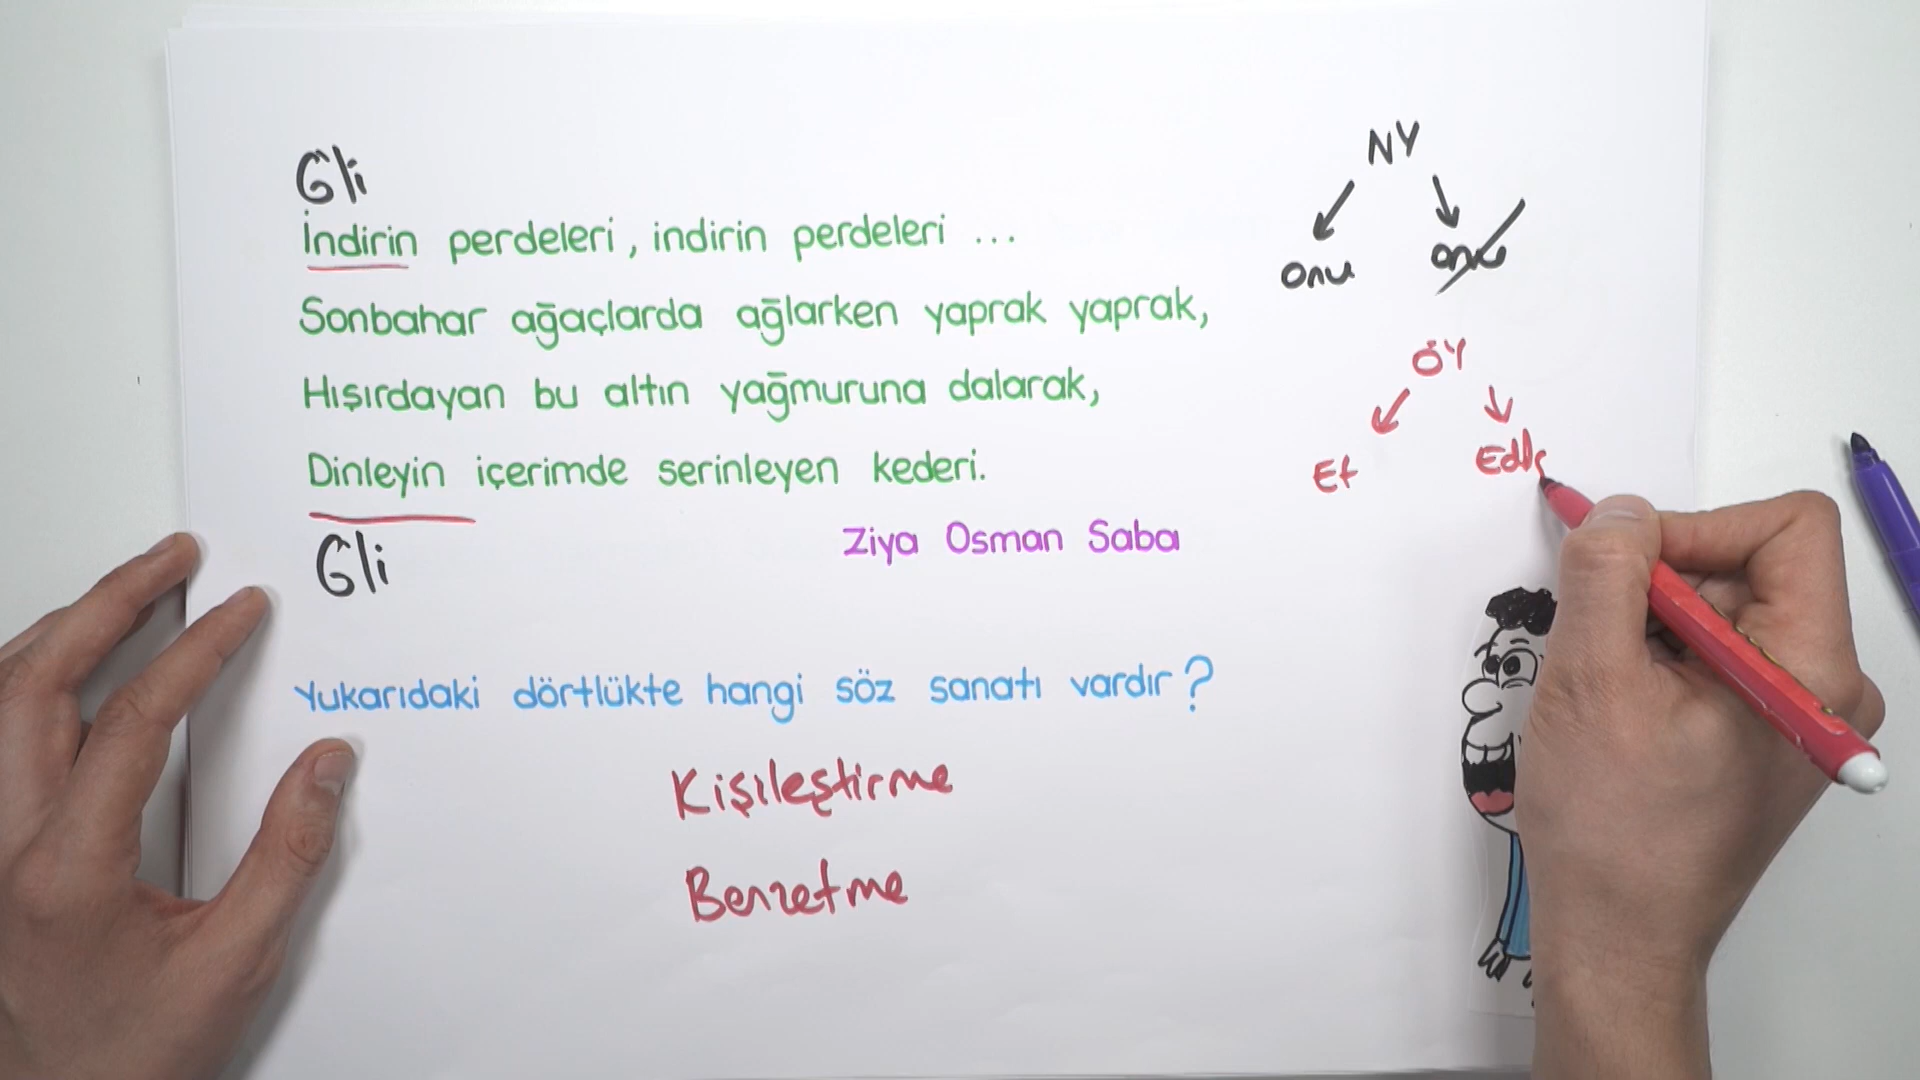 Gli
İndirin perdeleri, indirin perdeleri ...
Sonbahar ağaçlarda ağlarken yaprak yaprak,
Hışırdayan bu altın yağmuruna dalarak,
Dinleyin içerimde serinleyen kederi.
Gli
Ziya Osman Saba
Yukarıdaki dörtlükte hangi söz sanatı vardır?
Kişileştirme
Benzetme
NY
onu
ÖY
Et